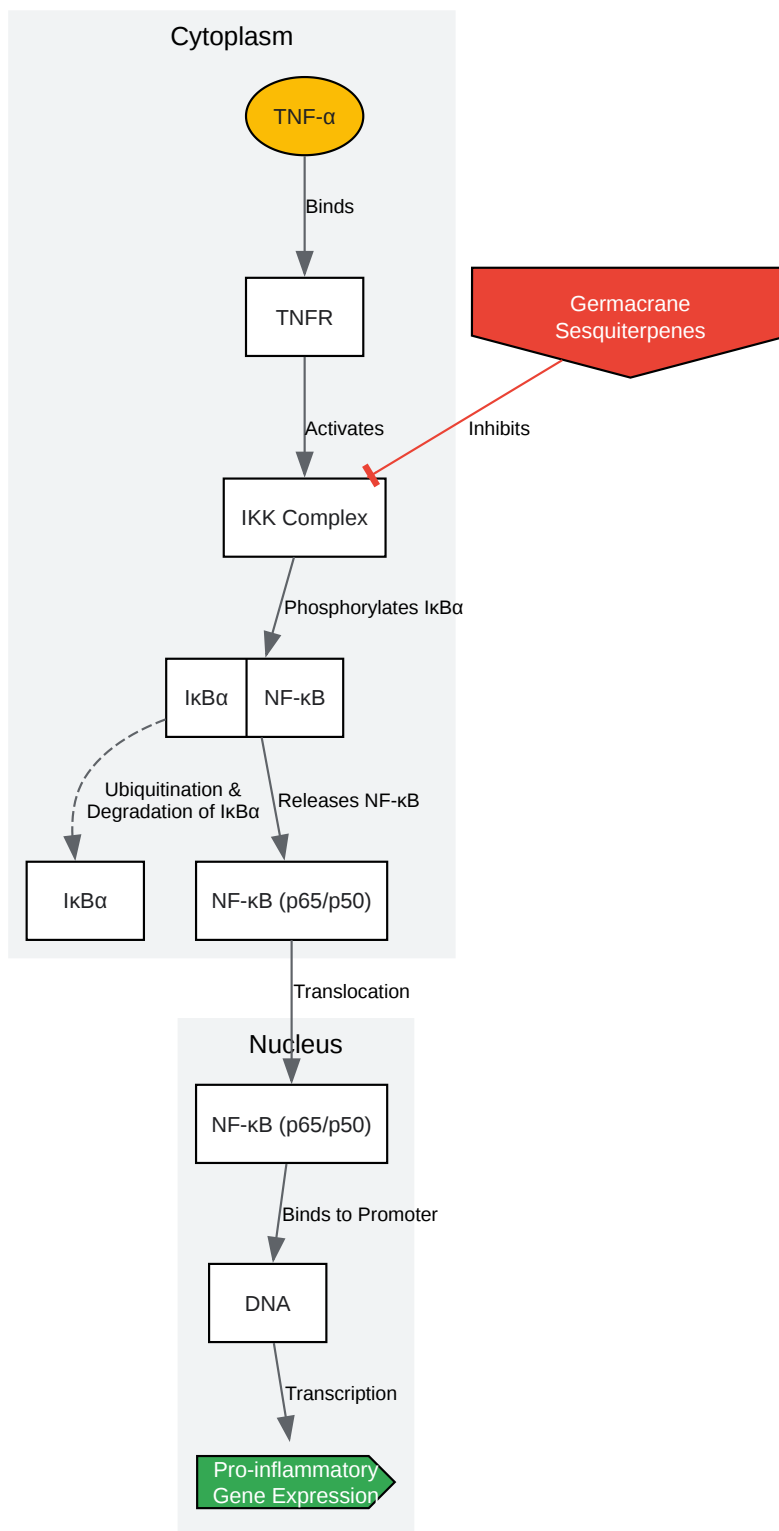 Cytoplasm
TNF-α
Binds
TNFR
Germacrane
Sesquiterpenes
Activates
Inhibits
IKK Complex
Phosphorylates IκBα
IκBα
NF-κB
Ubiquitination &
Degradation of IκBα
Releases NF-κB
IκBα
NF-κB (p65/p50)
Translocation
Nucleus
NF-κB (p65/p50)
Binds to Promoter
DNA
Transcription
Pro-inflammatory
Gene Expression